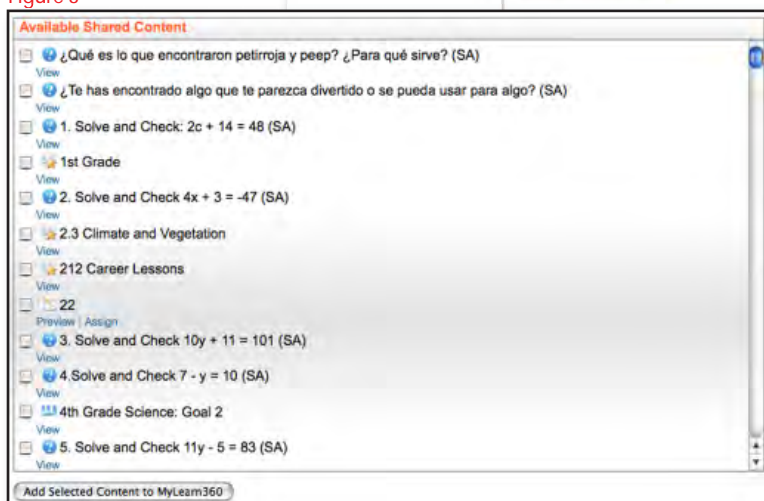 Figure
Available Shared Content
¿Qué es lo que encontraron petirroja y peep? ¿Para qué sirve? (SA)
View
¿Te has encontrado algo que te parezca divertido o se pueda usar para algo? (SA)
View
1. Solve and Check: 2c + 14 = 48 (SA)
View
1st Grade
View
2. Solve and Check 4x + 3 = -47 (SA)
View
2.3 Climate and Vegetation
View
212 Career Lessons
View
22
Preview | Assign
3. Solve and Check 10y + 11 = 101 (SA)
View
4.Solve and Check 7 - y = 10 (SA)
View
4th Grade Science: Goal 2
View
5. Solve and Check 11y - 5 = 83 (SA)
View
Add Selected Content to MyLearn360